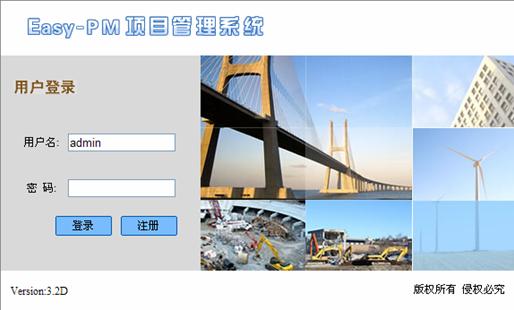 Easy-PM 项目管理系统
用户登录
用户名: admin
密 码:
登录 注册
Version:3.2D 版权所有 侵权必究